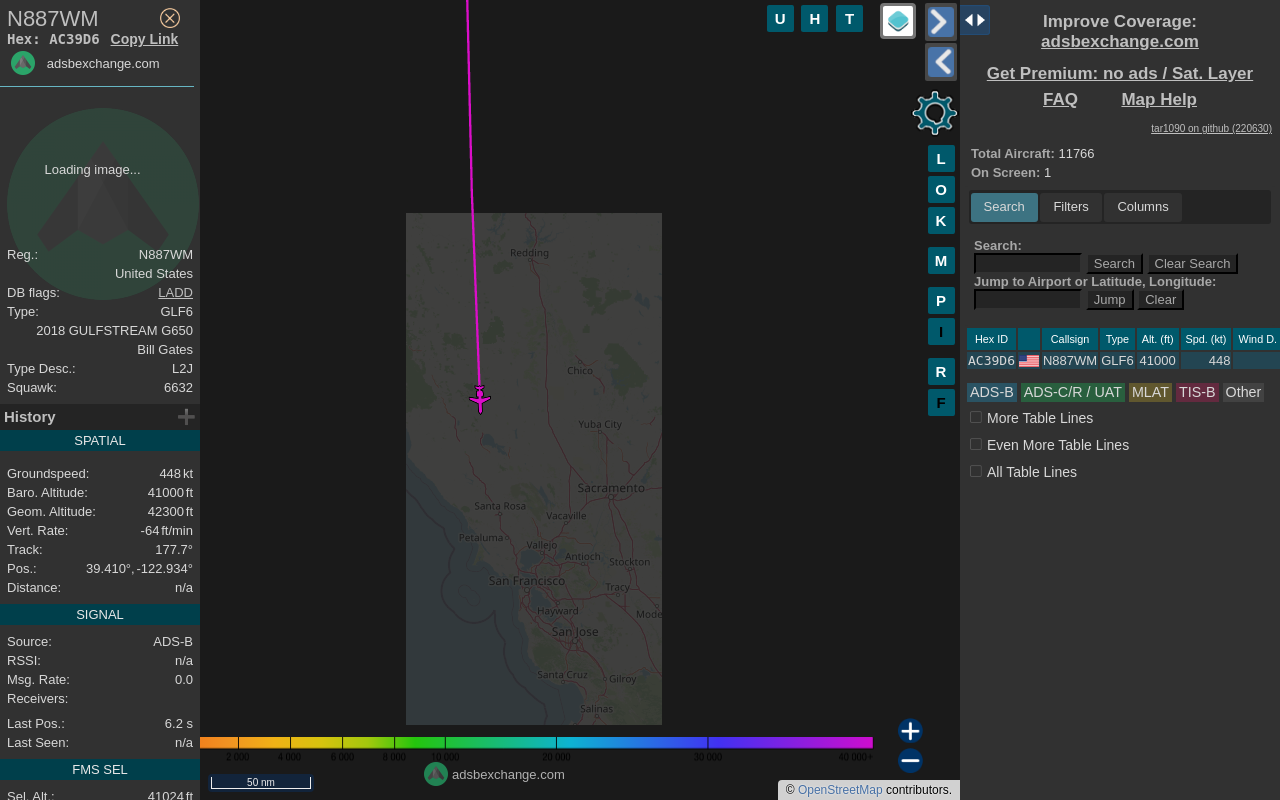 N887WM
Hex: AC39D6 Copy Link
adsbexchange.com
Loading image...
Reg.: N887WM
United States
DB flags: LADD
Type: GLF6
2018 GULFSTREAM G650
Bill Gates
Type Desc.: L2J
Squawk: 6632
History
SPATIAL
Groundspeed: 448 kt
Baro. Altitude: 41000 ft
Geom. Altitude: 42300 ft
Vert. Rate: -64 ft/min
Track: 177.7°
Pos.: 39.410°, -122.934°
Distance: n/a
SIGNAL
Source: ADS-B
RSSI: n/a
Msg. Rate: 0.0
Receivers:
Last Pos.: 6.2 s
Last Seen: n/a
FMS SEL
Sel. Alt.: 41024 ft
U H T
L
O
K
M
P
I
R
F
Redding
Chico
Yuba City
Sacramento
Santa Rosa
Vacaville
Petaluma
Vallejo
Antioch
Stockton
San Francisco
Tracy
Hayward
Mode
San Jose
Santa Cruz
Gilroy
Salinas
2 000 4 000 6 000 8 000 10 000 20 000 30 000 40 000+
50 nm
adsbexchange.com
© OpenStreetMap contributors.
Improve Coverage:
adsbexchange.com
Get Premium: no ads / Sat. Layer
FAQ Map Help
tar1090 on github (220630)
Total Aircraft: 11766
On Screen: 1
Search Filters Columns
Search:
Search Clear Search
Jump to Airport or Latitude, Longitude:
Jump Clear
Hex ID Callsign Type Alt. (ft) Spd. (kt) Wind D.
AC39D6 N887WM GLF6 41000 448
ADS-B ADS-C/R / UAT MLAT TIS-B Other
More Table Lines
Even More Table Lines
All Table Lines